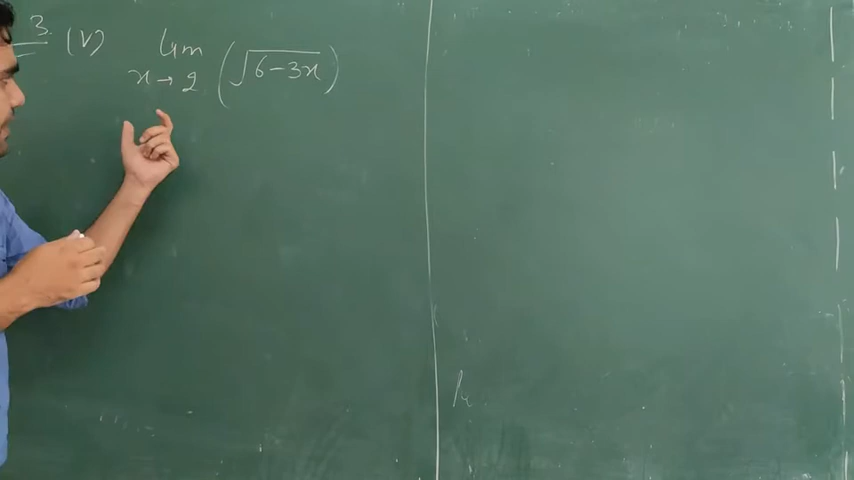 3. (V) lim (√6-3x)
x → 2